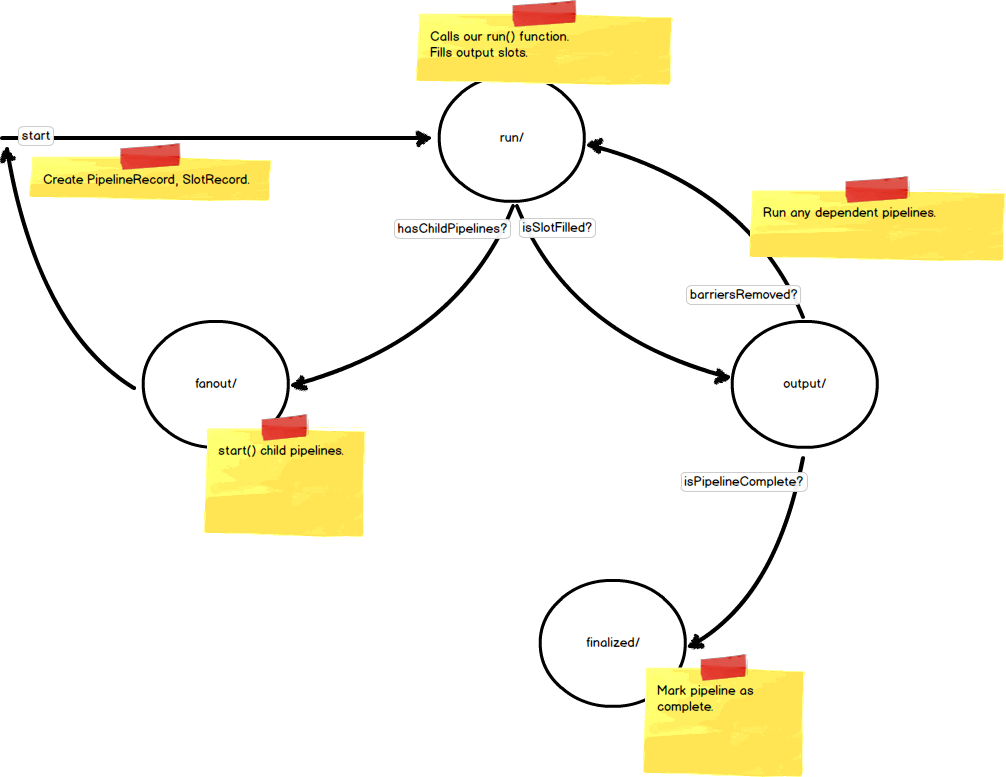 Calls our run() function.
Fills output slots.
start
run/
Create PipelineRecord, SlotRecord.
Run any dependent pipelines.
hasChildPipelines?
isSlotFilled?
barriersRemoved?
fanout/
output/
start() child pipelines.
isPipelineComplete?
finalized/
Mark pipeline as
complete.